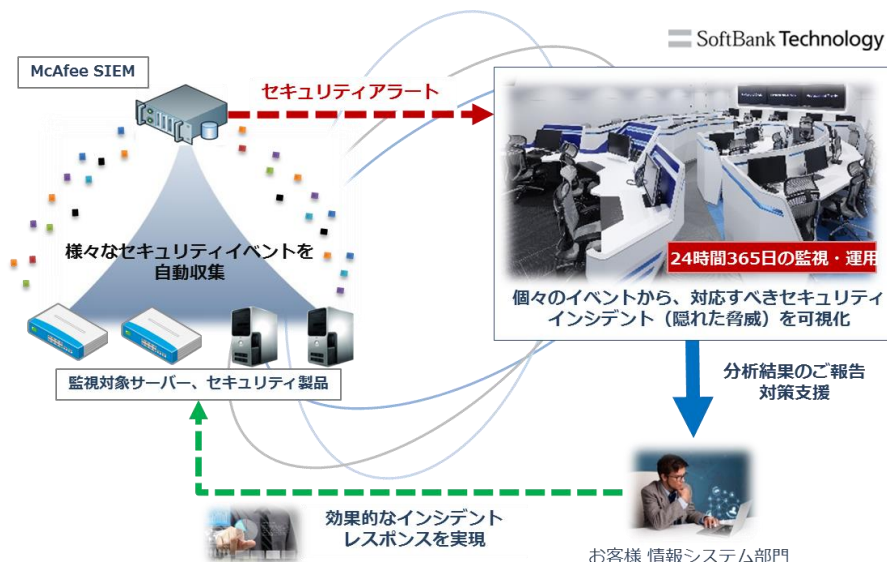 SoftBank Technology
McAfee SIEM
セキュリティアラート
様々なセキュリティイベントを
自動収集
24時間365日の監視・運用
個々のイベントから、対応すべきセキュリティ
インシデント（隠れた脅威）を可視化
監視対象サーバー、セキュリティ製品
分析結果のご報告
対策支援
効果的なインシデント
レスポンスを実現
お客様 情報システム部門